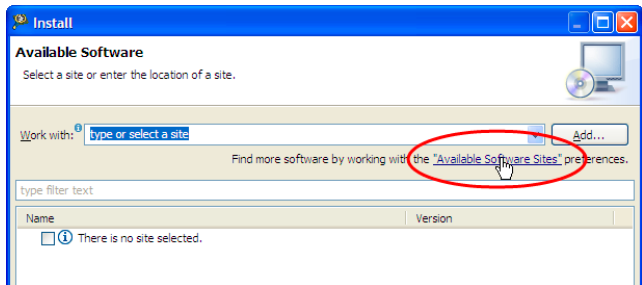 Install
Available Software
Select a site or enter the location of a site.
Work with: type or select a site Add...
Find more software by working with the "Available Software Sites" preferences.
type filter text
Name Version
There is no site selected.